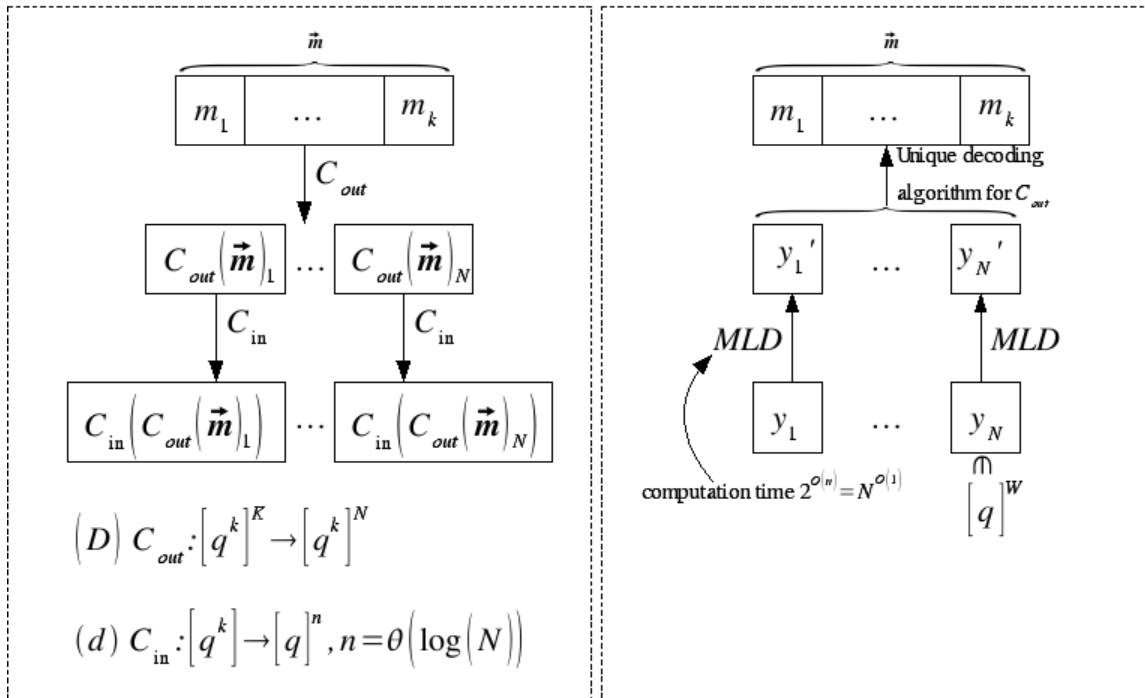 m⃗
m_1 … m_k
C_out
C_out(m⃗)_1 … C_out(m⃗)_N
C_in C_in
C_in(C_out(m⃗)_1) … C_in(C_out(m⃗)_N)
(D) C_out:[q^k]^K→[q^k]^N
(d) C_in:[q^k]→[q]^n, n=θ(log(N))
m⃗
m_1 … m_k
Unique decoding
algorithm for C_out
y_1' … y_N'
MLD MLD
y_1 … y_N
computation time 2^O(n)=N^O(1)
∈
[q]^W